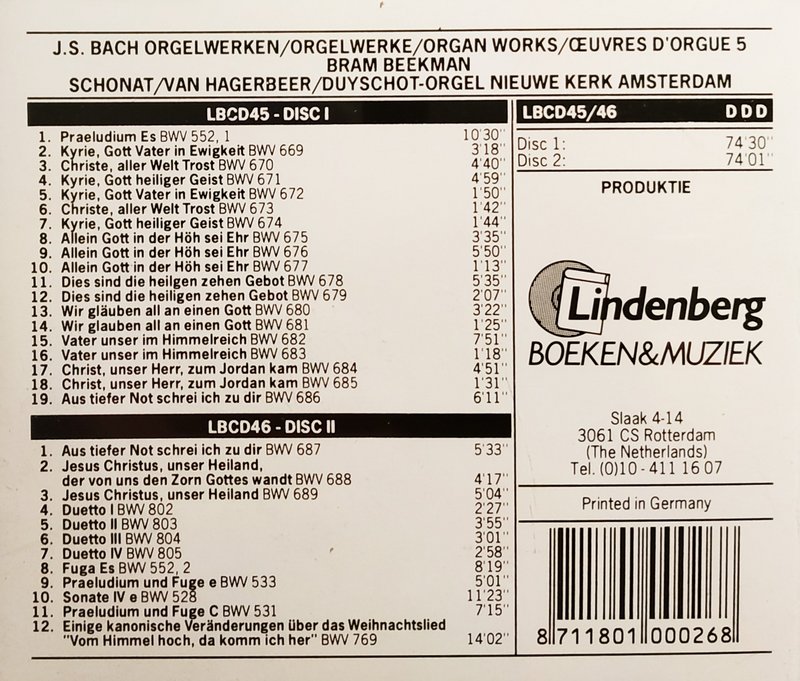 J.S. BACH ORGELWERKEN/ORGELWERKE/ORGAN WORKS/ŒUVRES D'ORGUE 5
BRAM BEEKMAN
SCHONAT/VAN HAGERBEER/DUYSCHOT-ORGEL NIEUWE KERK AMSTERDAM
LBCD45 - DISC I
1. Praeludium Es BWV 552, 1 10'30"
2. Kyrie, Gott Vater in Ewigkeit BWV 669 3'18"
3. Christe, aller Welt Trost BWV 670 4'40"
4. Kyrie, Gott heiliger Geist BWV 671 4'59"
5. Kyrie, Gott Vater in Ewigkeit BWV 672 1'50"
6. Christe, aller Welt Trost BWV 673 1'42"
7. Kyrie, Gott heiliger Geist BWV 674 1'44"
8. Allein Gott in der Höh sei Ehr BWV 675 3'35"
9. Allein Gott in der Höh sei Ehr BWV 676 5'50"
10. Allein Gott in der Höh sei Ehr BWV 677 1'13"
11. Dies sind die heilgen zehen Gebot BWV 678 5'35"
12. Dies sind die heiligen zehen Gebot BWV 679 2'07"
13. Wir gläuben all an einen Gott BWV 680 3'22"
14. Wir glauben all an einen Gott BWV 681 1'25"
15. Vater unser im Himmelreich BWV 682 7'51"
16. Vater unser im Himmelreich BWV 683 1'18"
17. Christ, unser Herr, zum Jordan kam BWV 684 4'51"
18. Christ, unser Herr, zum Jordan kam BWV 685 1'31"
19. Aus tiefer Not schrei ich zu dir BWV 686 6'11"
LBCD46 - DISC II
1. Aus tiefer Not schrei ich zu dir BWV 687 5'33"
2. Jesus Christus, unser Heiland,
der von uns den Zorn Gottes wandt BWV 688 4'17"
3. Jesus Christus, unser Heiland BWV 689 5'04"
4. Duetto I BWV 802 2'27"
5. Duetto II BWV 803 3'55"
6. Duetto III BWV 804 3'01"
7. Duetto IV BWV 805 2'58"
8. Fuga Es BWV 552, 2 8'19"
9. Praeludium und Fuge e BWV 533 5'01"
10. Sonate IV e BWV 528 11'23"
11. Praeludium und Fuge C BWV 531 7'15"
12. Einige kanonische Veränderungen über das Weihnachtslied
"Vom Himmel hoch, da komm ich her" BWV 769 14'02"
LBCD45/46 DDD
Disc 1: 74'30"
Disc 2: 74'01"
PRODUKTIE
Lindenberg
BOEKEN&MUZIEK
Slaak 4-14
3061 CS Rotterdam
(The Netherlands)
Tel. (0)10-411 16 07
Printed in Germany
8 711801 000268